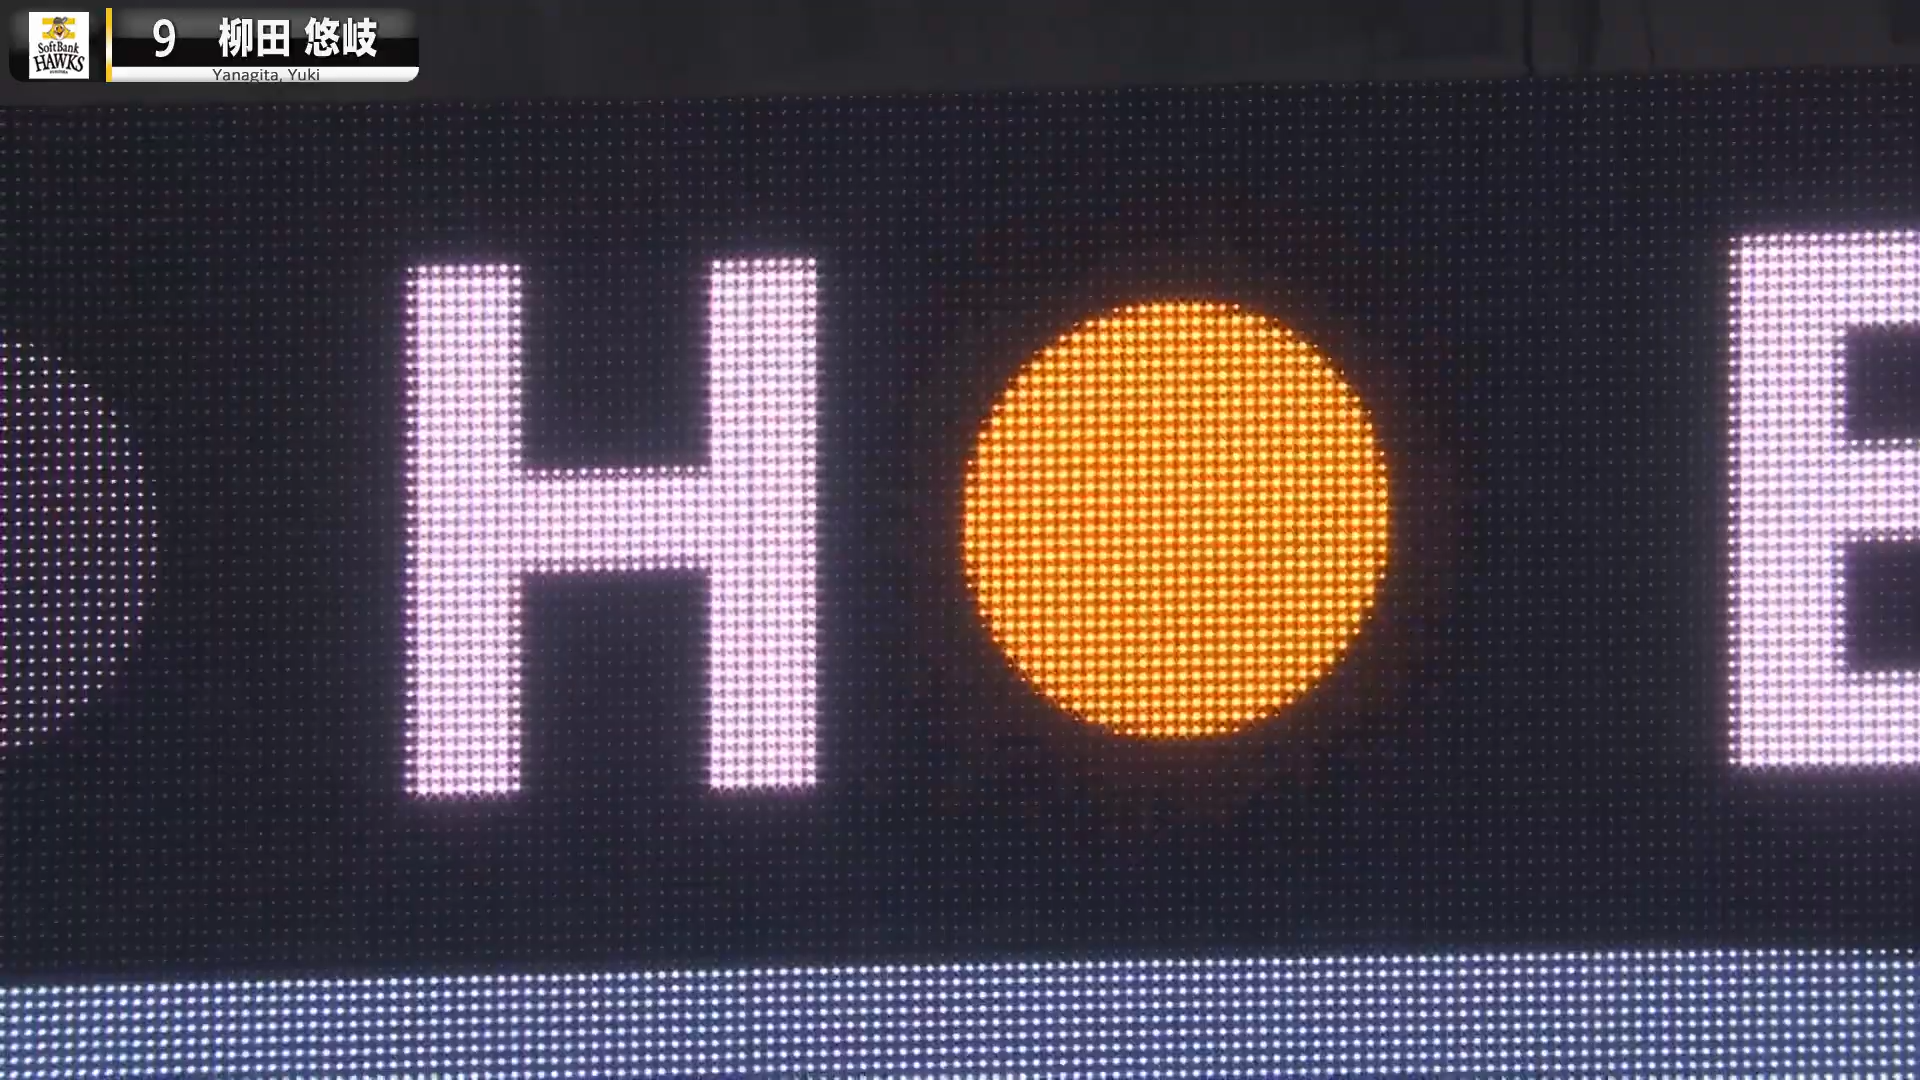 SoftBank
HAWKS
9 柳田 悠岐
Yanagita, Yuki
H E